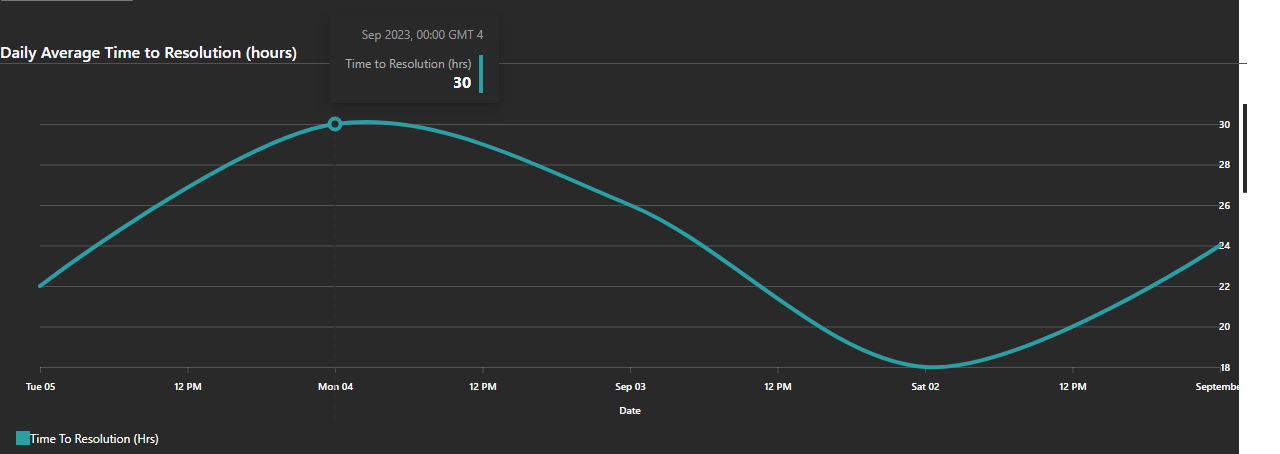 Sep 2023, 00:00 GMT 4
Daily Average Time to Resolution (hours)
Time to Resolution (hrs)
30
30
28
26
24
22
20
18
Tue 05 12 PM Mon 04 12 PM Sep 03 12 PM Sat 02 12 PM Septembe
Date
Time To Resolution (Hrs)